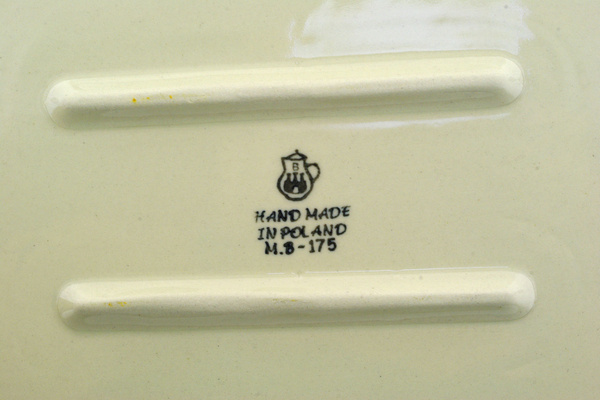 B
HAND MADE
IN POLAND
M.B-175